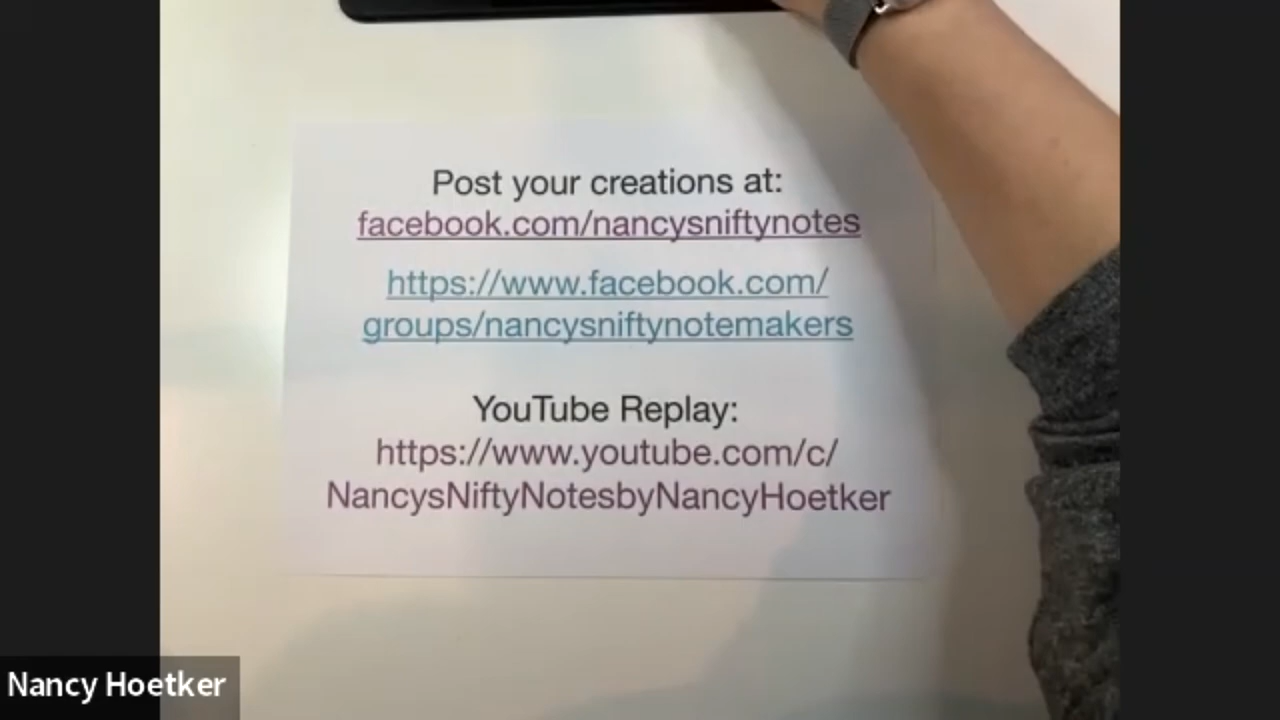 Post your creations at:
facebook.com/nancysniftynotes
https://www.facebook.com/
groups/nancysniftynotemakers
YouTube Replay:
https://www.youtube.com/c/
NancysNiftyNotesbyNancyHoetker
Nancy Hoetker